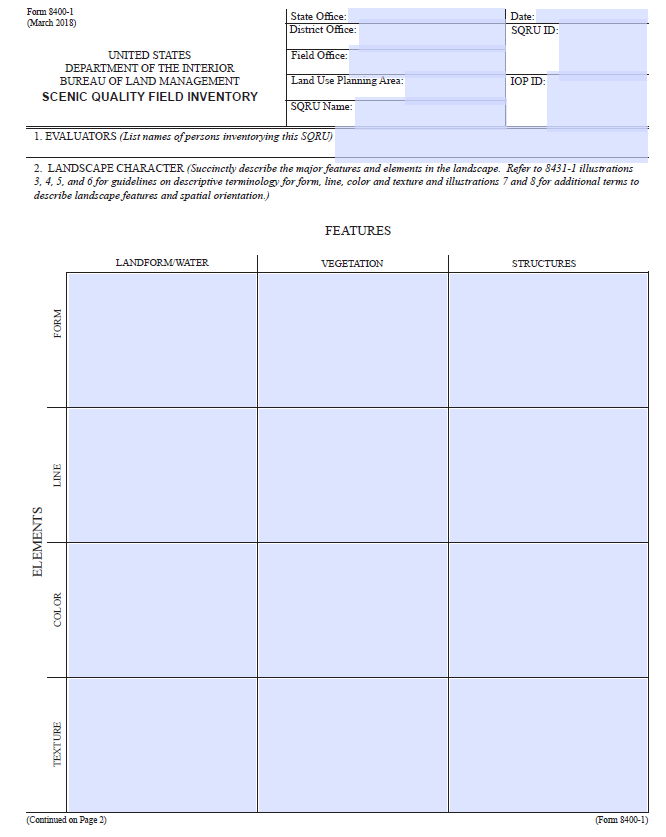 Form 8400-1
(March 2018)
UNITED STATES
DEPARTMENT OF THE INTERIOR
BUREAU OF LAND MANAGEMENT
SCENIC QUALITY FIELD INVENTORY
State Office:
Date:
District Office:
SQRU ID:
Field Office:
Land Use Planning Area:
IOP ID:
SQRU Name:
1. EVALUATORS (List names of persons inventorying this SQRU)
2. LANDSCAPE CHARACTER (Succinctly describe the major features and elements in the landscape. Refer to 8431-1 illustrations
3, 4, 5, and 6 for guidelines on descriptive terminology for form, line, color and texture and illustrations 7 and 8 for additional terms to
describe landscape features and spatial orientation.)
FEATURES
LANDFORM/WATER
VEGETATION
STRUCTURES
ELEMENTS
FORM
LINE
COLOR
TEXTURE
(Continued on Page 2)
(Form 8400-1)